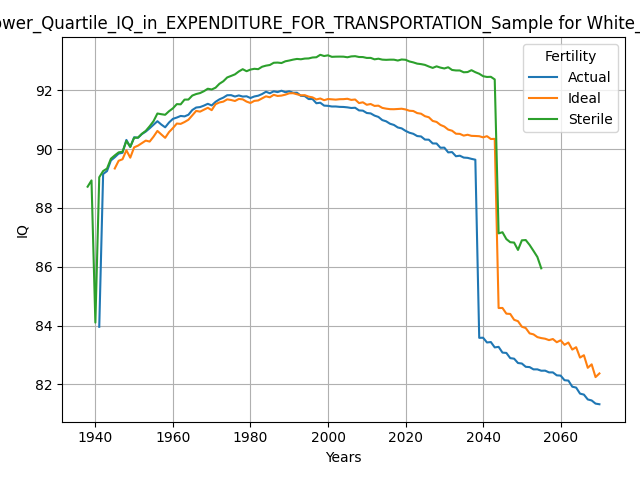 ower_Quartile_IQ_in_EXPENDITURE_FOR_TRANSPORTATION_Sample for White_
Fertility
Actual
Ideal
Sterile
IQ
92
90
88
86
84
82
1940 1960 1980 2000 2020 2040 2060
Years